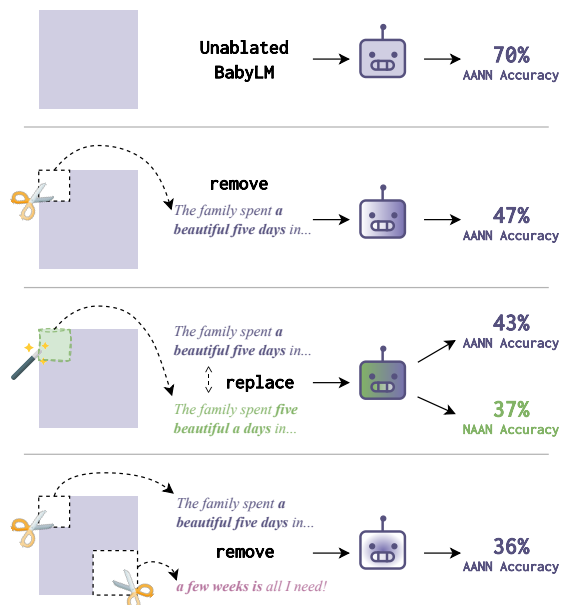 Unablated
BabyLM
70%
AANN Accuracy
remove
The family spent a
beautiful five days in...
47%
AANN Accuracy
The family spent a
beautiful five days in...
replace
The family spent five
beautiful a days in...
43%
AANN Accuracy
37%
NAAN Accuracy
The family spent a
beautiful five days in...
remove
a few weeks is all I need!
36%
AANN Accuracy